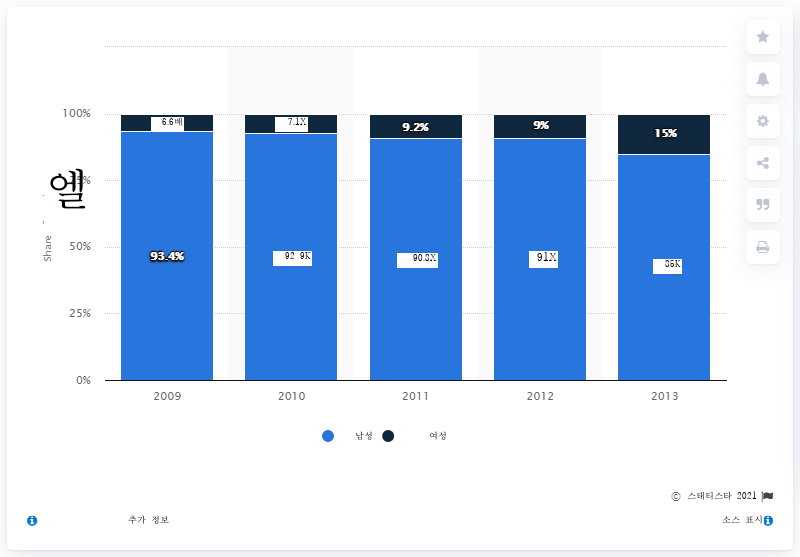 100%
6.6배
7.1X
9.2%
9%
15%
엘
75%
Share
50%
93.4%
92 9K
90.8X
91X
85K
25%
0%
2009
2010
2011
2012
2013
남성
여성
© 스태티스타 2021
추가 정보
소스 표시